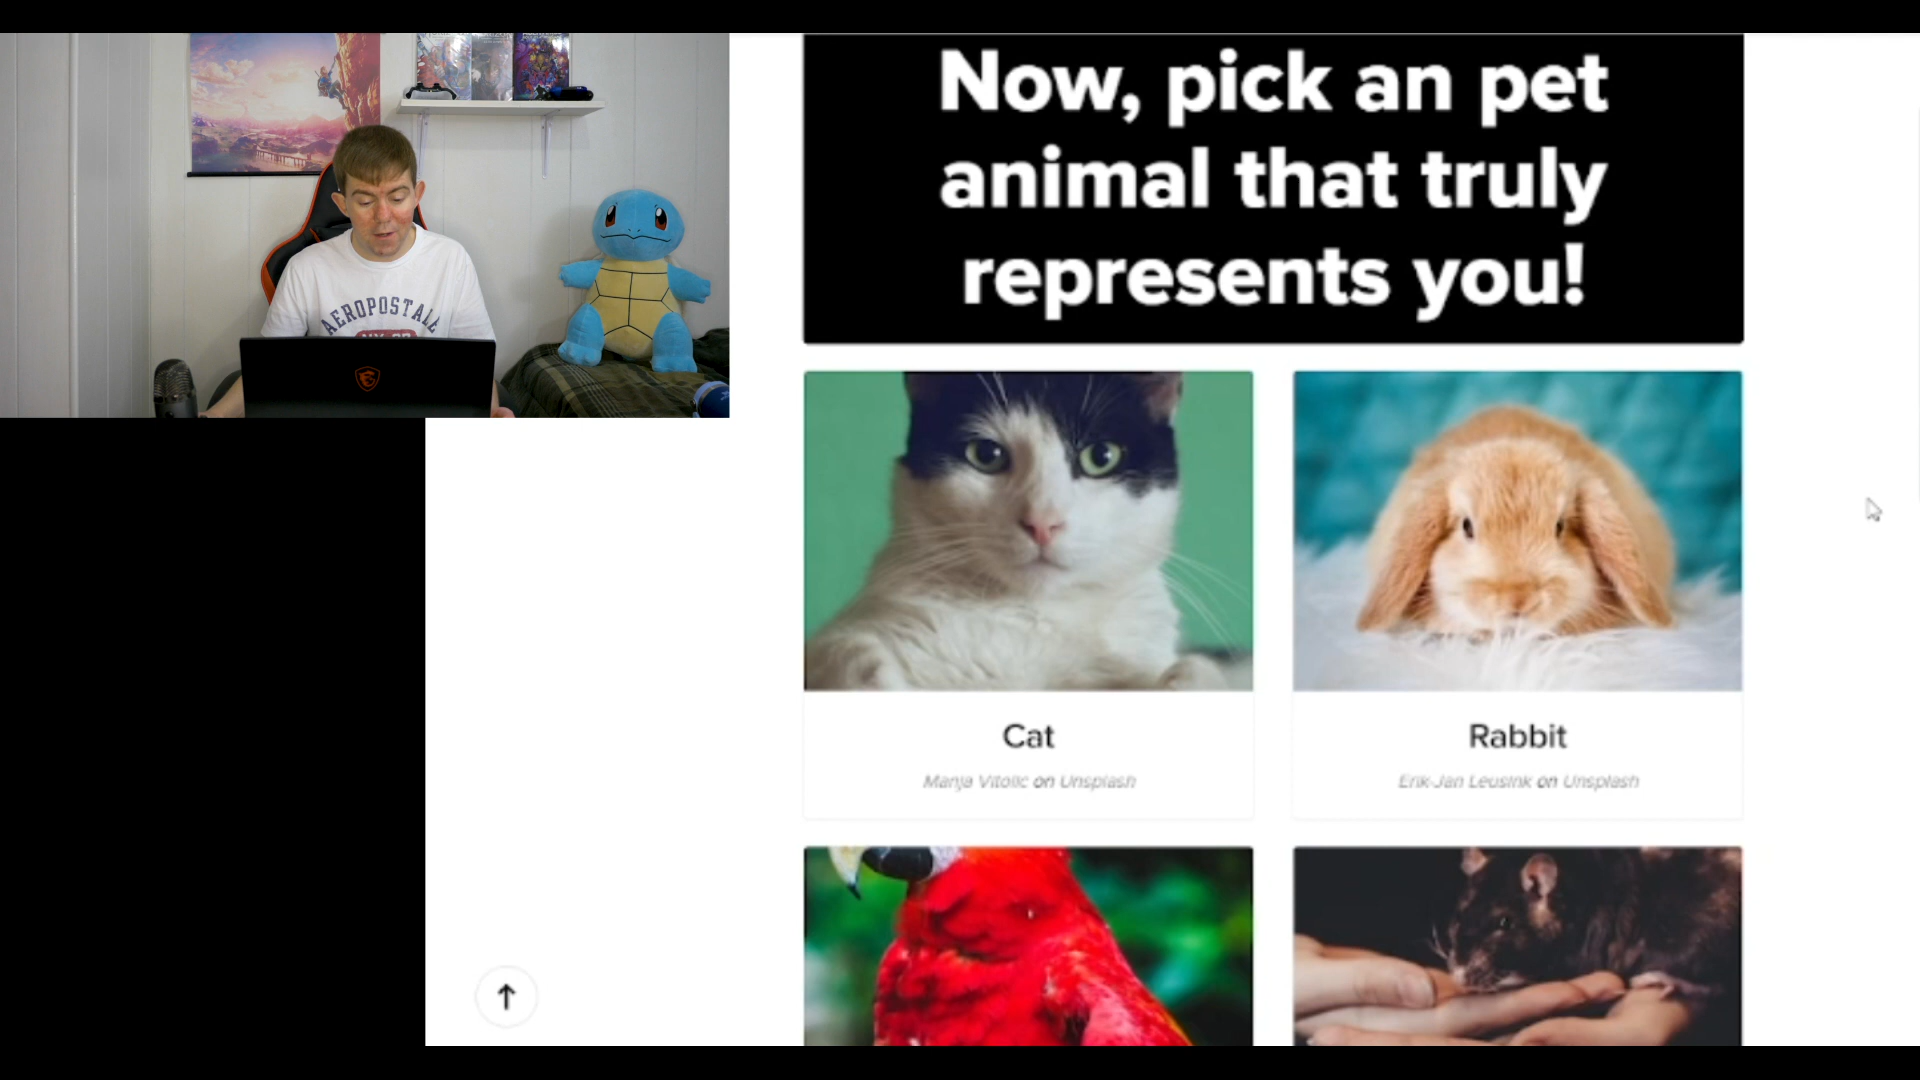 AEROPOSTALE
Now, pick an pet
animal that truly
represents you!
Cat
Manja Vitolic on Unsplash
Rabbit
Erik-Jan Leusink on Unsplash